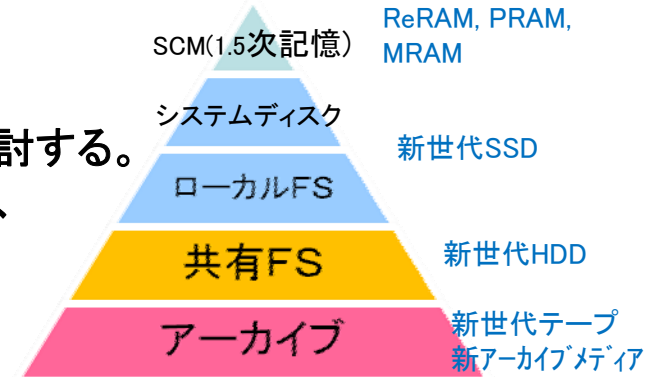 ReRAM, PRAM,
SCM(1.5次記憶)
MRAM
システムディスク
討する。
新世代SSD
ローカルFS
、
共有FS
新世代HDD
アーカイブ
新世代テープ
新アーカイブメディア